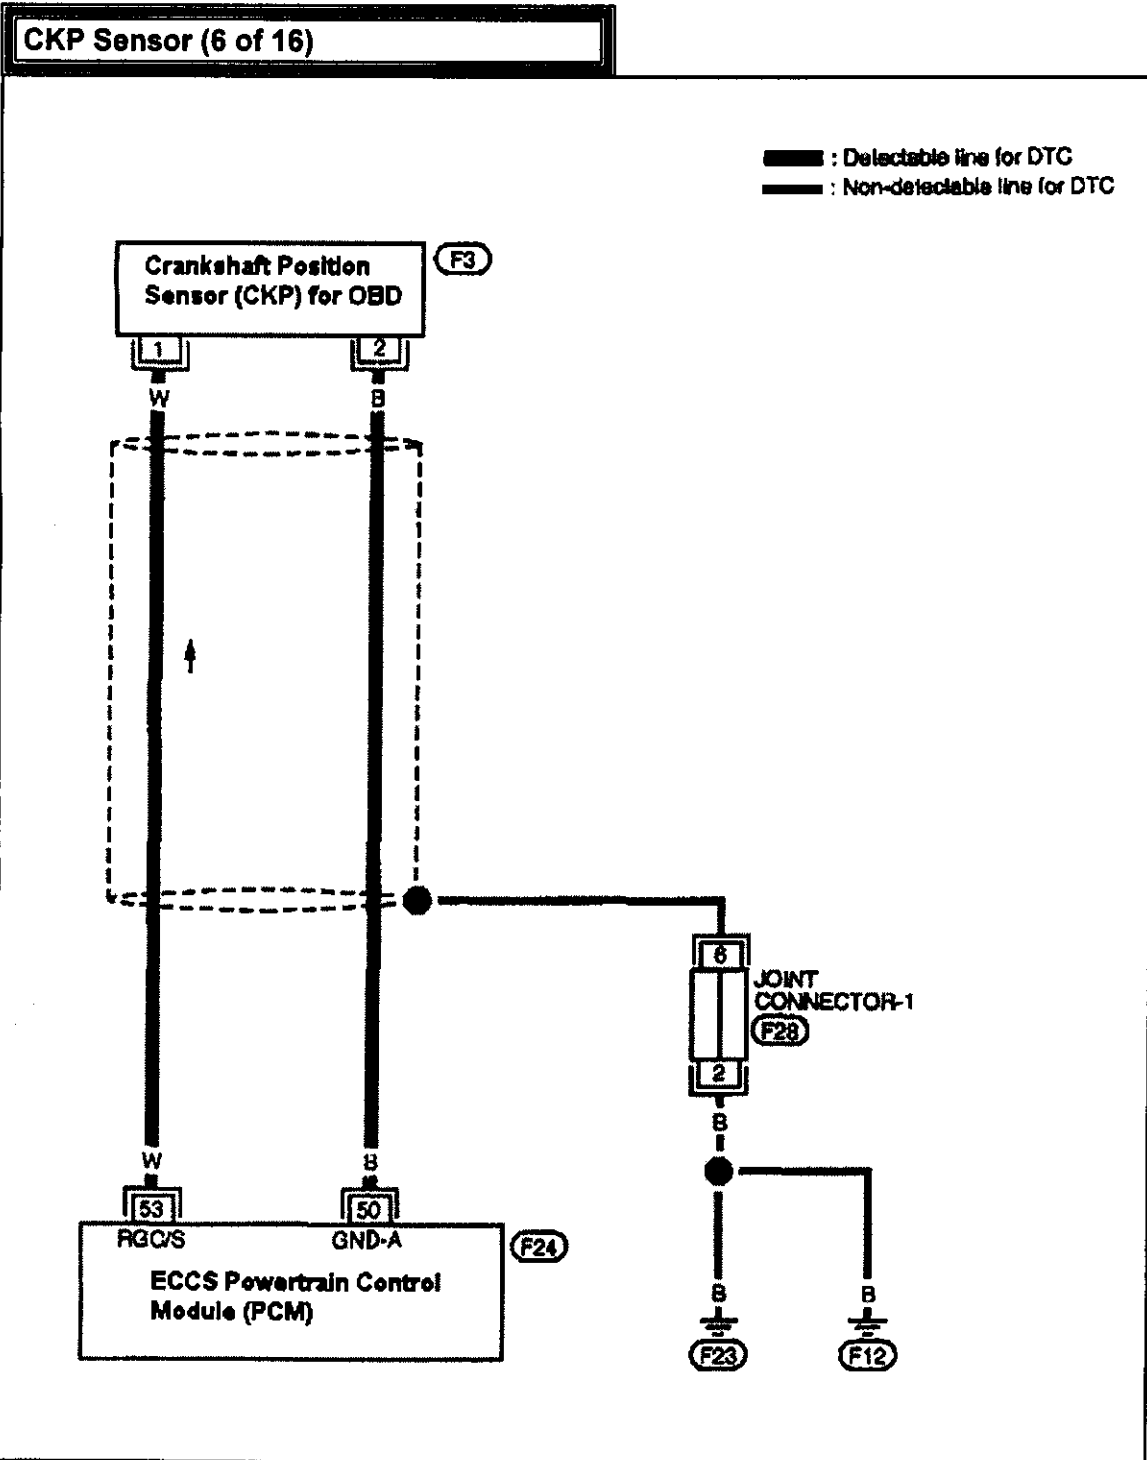 CKP Sensor (6 of 16)
: Detectable line for DTC
: Non-detectable line for DTC
Crankshaft Position
Sensor (CKP) for OBD
F3
1
2
W
B
6
JOINT
CONNECTOR-1
F28
2
B
W
B
53
50
RGC/S
GND-A
F24
ECCS Powertrain Control
Module (PCM)
B
B
F23
F12